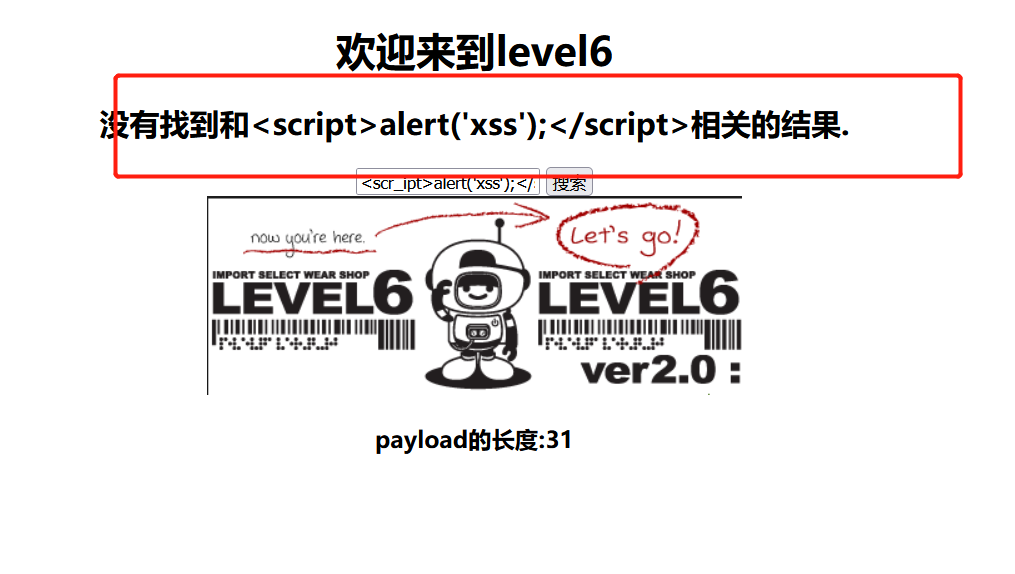 欢迎来到level6
没有找到和<script>alert('xss');</script>相关的结果.
<scr_ipt>alert('xss');</
搜索
now you're here.
Let's go!
IMPORT SELECT WEAR SHOP
LEVEL6
IMPORT SELECT WEAR SHOP
LEVEL6
ver2.0 :
payload的长度:31